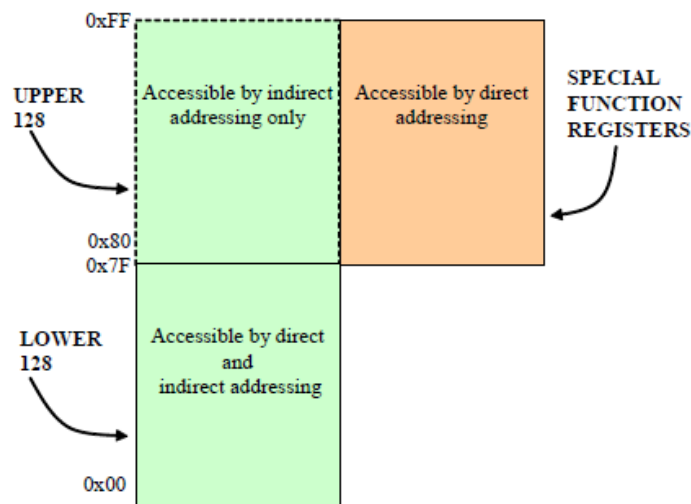 0xFF
UPPER
128
Accessible by indirect
addressing only
Accessible by direct
addressing
SPECIAL
FUNCTION
REGISTERS
0x80
0x7F
LOWER
128
Accessible by direct
and
indirect addressing
0x00